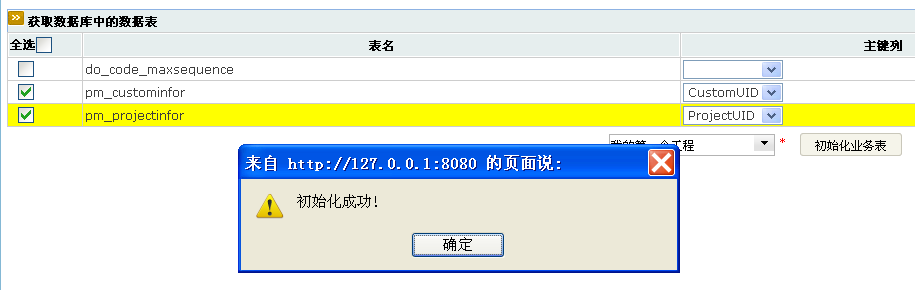 获取数据库中的数据表
全选 表名 主键列
do_code_maxsequence
pm_custominfor CustomUID
pm_projectinfor ProjectUID
我的第一个工程 * 初始化业务表
来自 http://127.0.0.1:8080 的页面说:
初始化成功!
确定